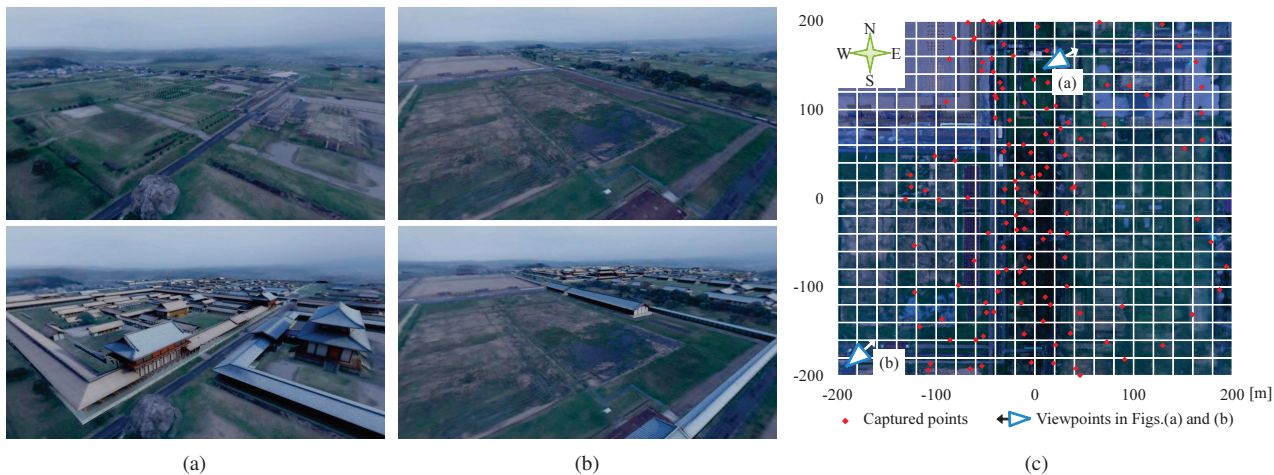 200
N
W E
S
(a)
100
0
-100
(b)
-200
-200 -100 0 100 200 [m]
Captured points Viewpoints in Figs.(a) and (b)
(a) (b) (c)